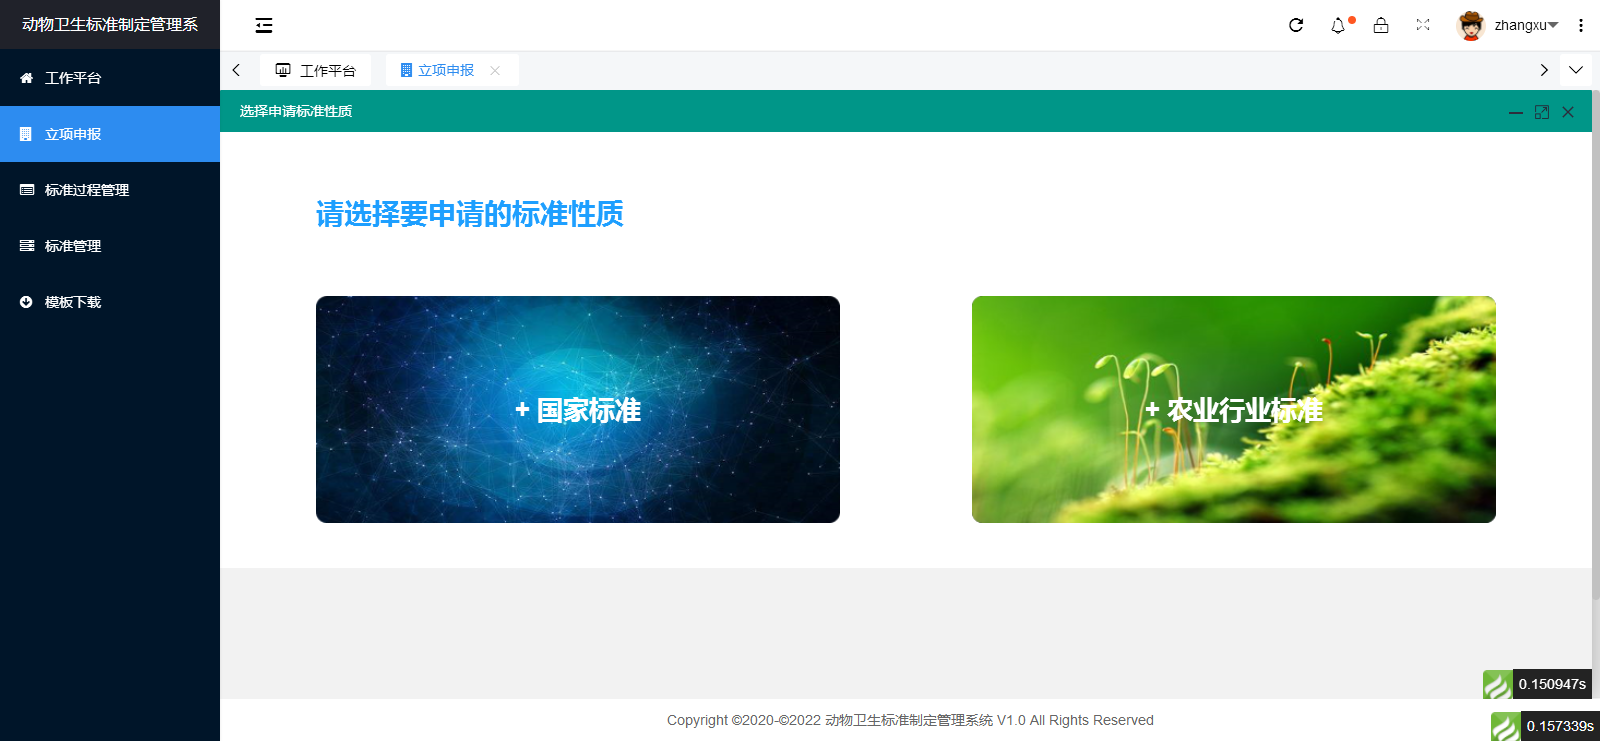 动物卫生标准制定管理系
zhangxu
工作平台
立项申报
标准过程管理
标准管理
模板下载
工作平台
立项申报
选择申请标准性质
请选择要申请的标准性质
+ 国家标准
+ 农业行业标准
0.150947s
Copyright ©2020-©2022 动物卫生标准制定管理系统 V1.0 All Rights Reserved
0.157339s